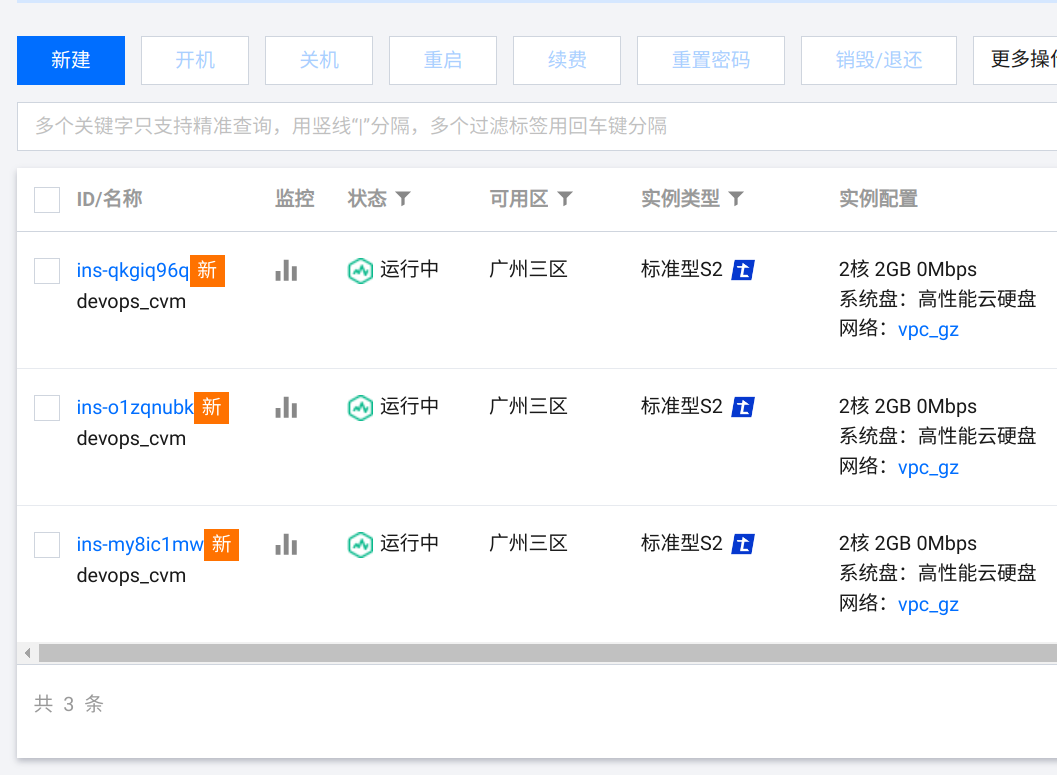 新建 开机 关机 重启 续费 重置密码 销毁/退还 更多操
多个关键字只支持精准查询，用竖线“|”分隔，多个过滤标签用回车键分隔
ID/名称 监控 状态 可用区 实例类型 实例配置
ins-qkgiq96q 新 运行中 广州三区 标准型S2 2核 2GB 0Mbps
devops_cvm 系统盘：高性能云硬盘
网络：vpc_gz
ins-o1zqnubk 新 运行中 广州三区 标准型S2 2核 2GB 0Mbps
devops_cvm 系统盘：高性能云硬盘
网络：vpc_gz
ins-my8ic1mw 新 运行中 广州三区 标准型S2 2核 2GB 0Mbps
devops_cvm 系统盘：高性能云硬盘
网络：vpc_gz
共 3 条